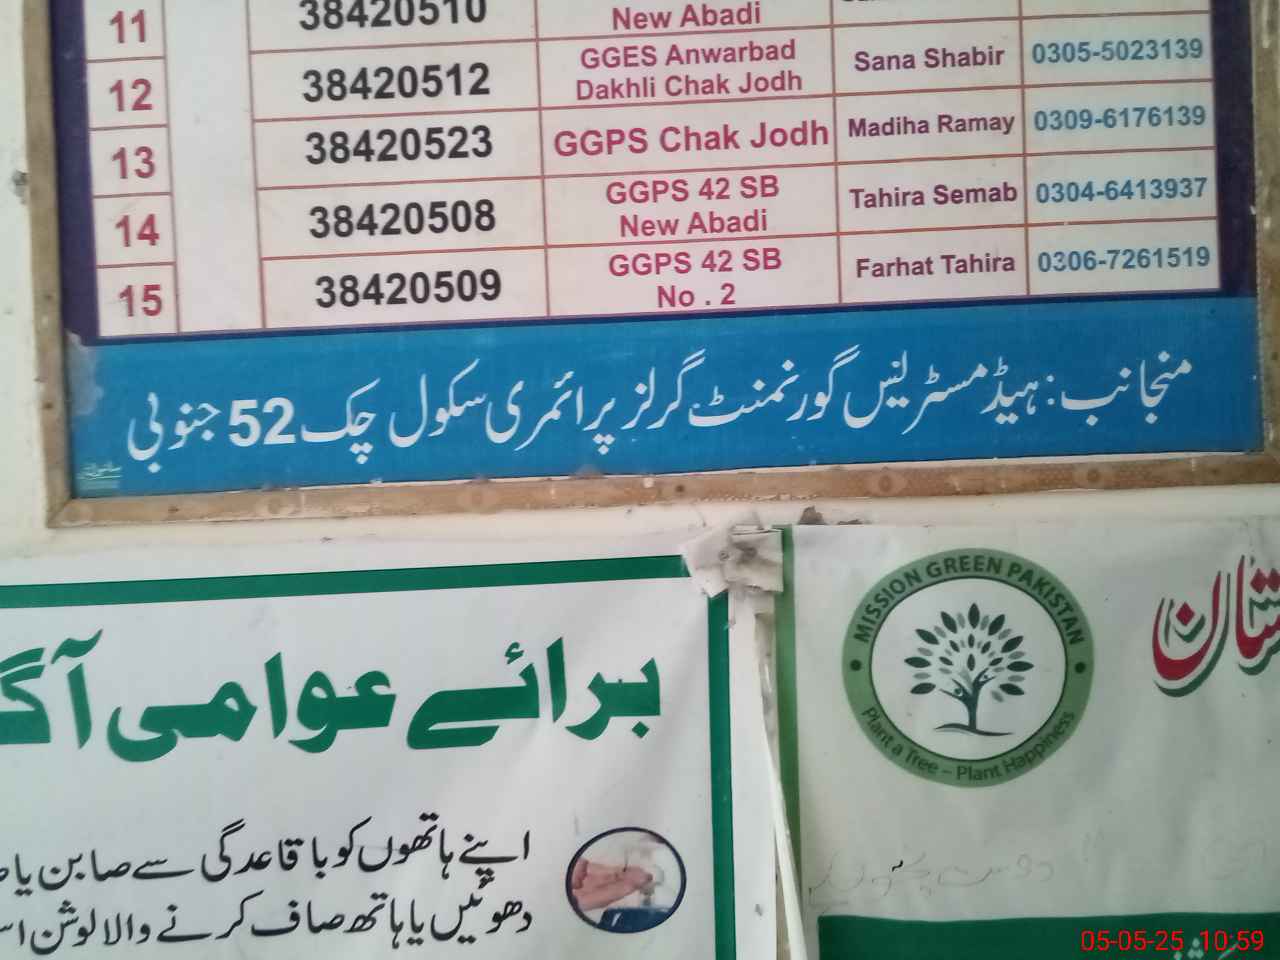 11 38420510 New Abadi
12 38420512 GGES Anwarbad Dakhli Chak Jodh Sana Shabir 0305-5023139
13 38420523 GGPS Chak Jodh Madiha Ramay 0309-6176139
14 38420508 GGPS 42 SB New Abadi Tahira Semab 0304-6413937
15 38420509 GGPS 42 SB No . 2 Farhat Tahira 0306-7261519
منجانب: ہیڈ مسٹریس گورنمنٹ گرلز پرائمری سکول چک 52 جنوبی
برائے عوامی
اپنے ہاتھوں کو باقاعدگی سے صابن یا
دھوئیں یا ہاتھ صاف کرنے والا لوشن
MISSION GREEN PAKISTAN
Plant a Tree – Plant Happiness
05-05-25 10:59